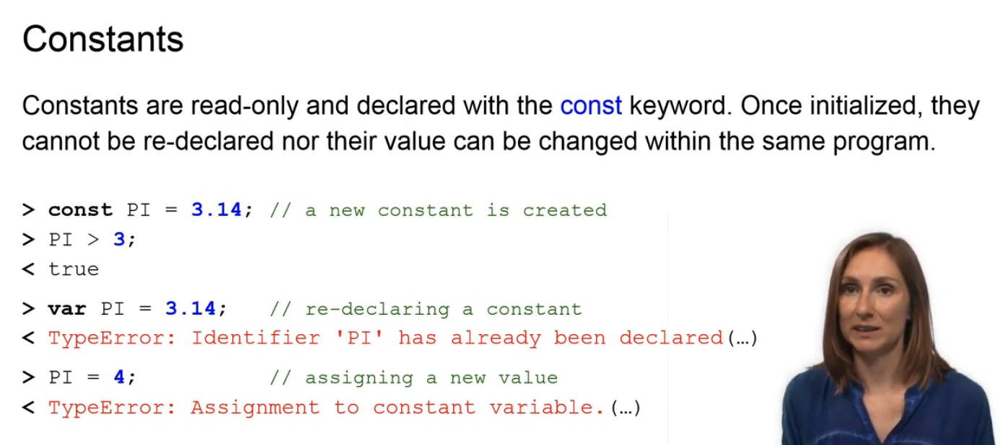 Constants
Constants are read-only and declared with the const keyword. Once initialized, they
cannot be re-declared nor their value can be changed within the same program.
> const PI = 3.14; // a new constant is created
> PI > 3;
< true
> var PI = 3.14; // re-declaring a constant
< TypeError: Identifier 'PI' has already been declared(…)
> PI = 4; // assigning a new value
< TypeError: Assignment to constant variable.(…)